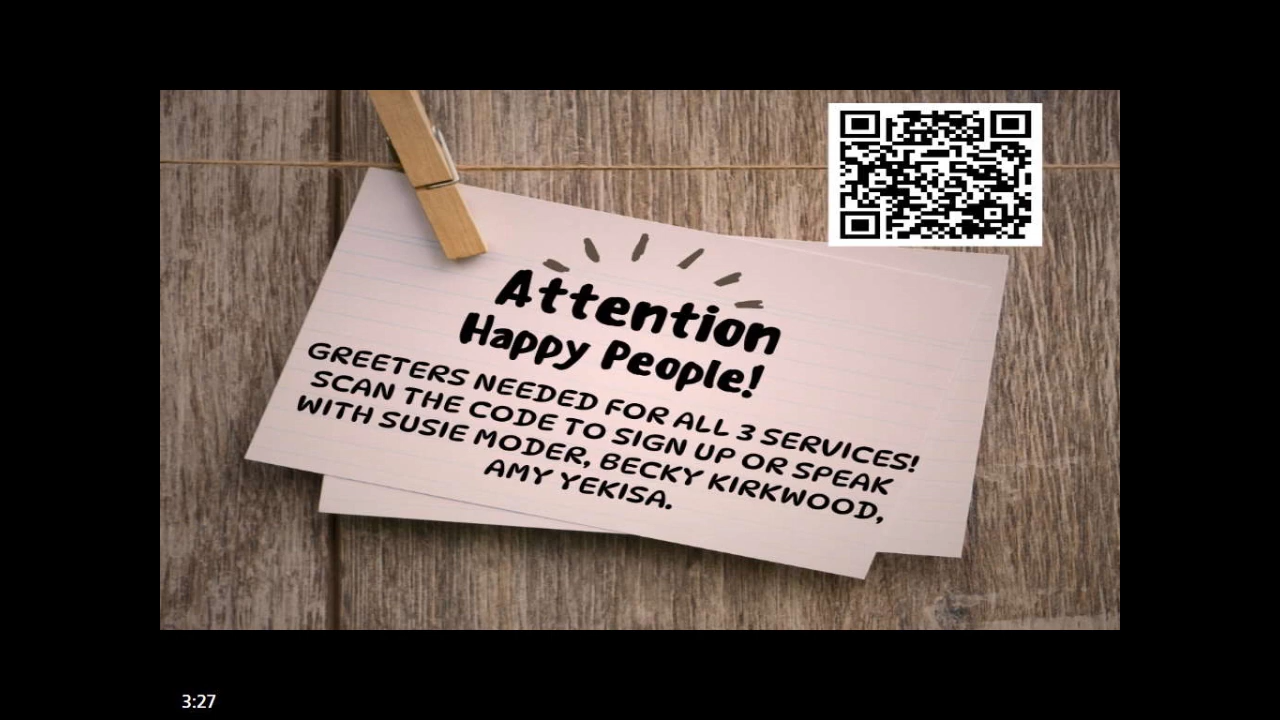 Attention
Happy People!
GREETERS NEEDED FOR ALL 3 SERVICES!
SCAN THE CODE TO SIGN UP OR SPEAK
WITH SUSIE MODER, BECKY KIRKWOOD,
AMY YEKISA.
3:27